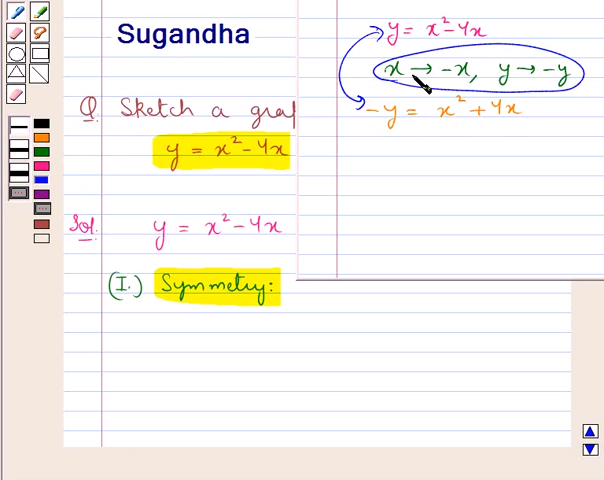 Sugandha
Q. Sketch a graf
y = x² - 4x
Sol. y = x² - 4x
(I.) Symmetry:
y = x² - 4x
x → -x, y → -y
-y = x² + 4x